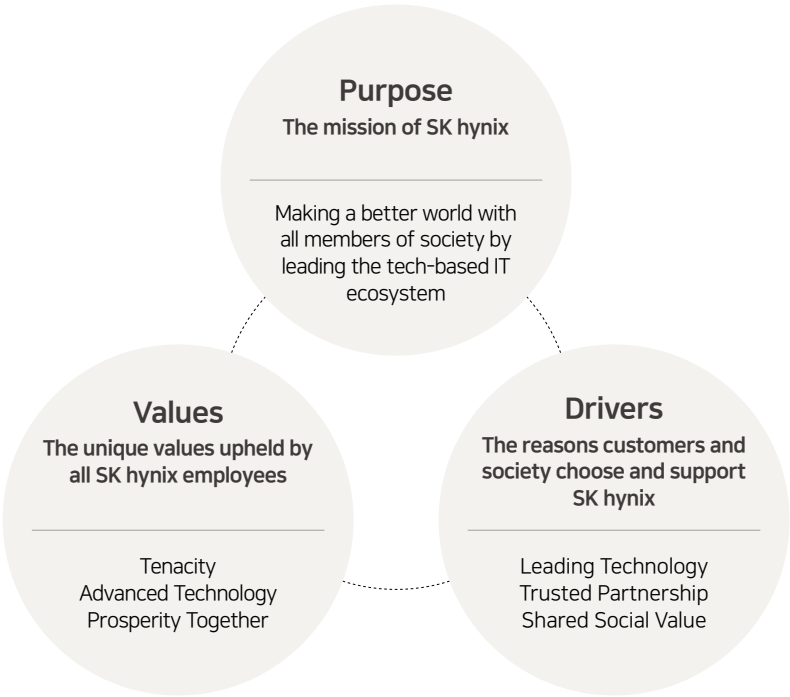 Purpose
The mission of SK hynix
Making a better world with
all members of society by
leading the tech-based IT
ecosystem
Values
The unique values upheld by
all SK hynix employees
Tenacity
Advanced Technology
Prosperity Together
Drivers
The reasons customers and
society choose and support
SK hynix
Leading Technology
Trusted Partnership
Shared Social Value